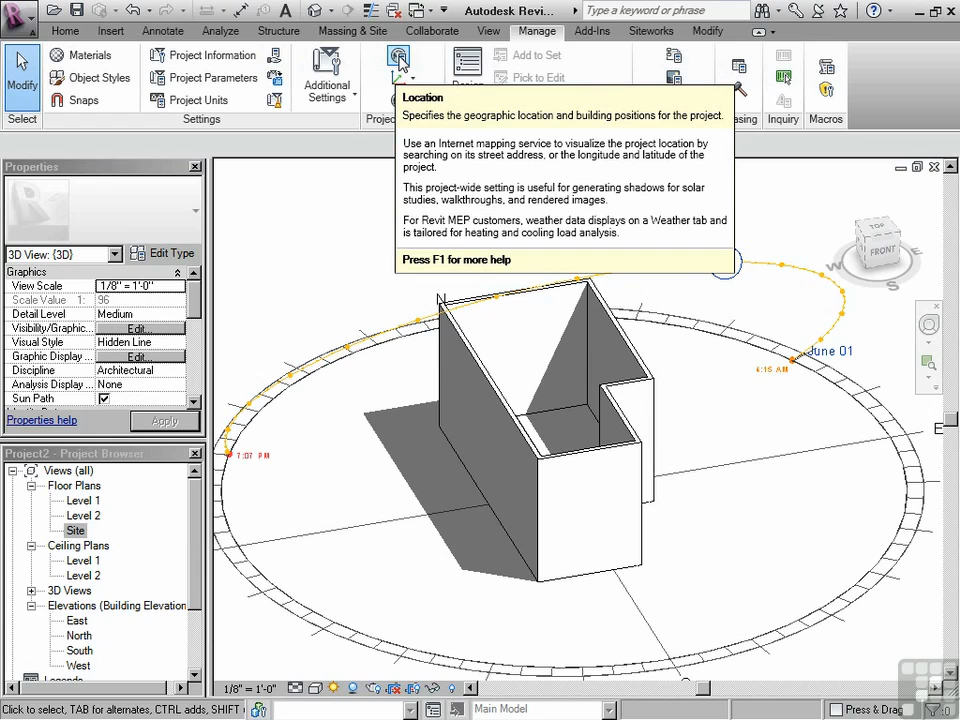 Autodesk Revi...
Type a keyword or phrase
Home
Insert
Annotate
Analyze
Structure
Massing & Site
Collaborate
View
Manage
Add-Ins
Siteworks
Modify
Modify
Materials
Object Styles
Snaps
Project Information
Project Parameters
Project Units
Additional
Settings
Add to Set
Pick to Edit
Select
Settings
Inquiry
Macros
Location
Specifies the geographic location and building positions for the project.
Use an Internet mapping service to visualize the project location by
searching on its street address, or the longitude and latitude of the
project.
This project-wide setting is useful for generating shadows for solar
studies, walkthroughs, and rendered images.
For Revit MEP customers, weather data displays on a Weather tab and
is tailored for heating and cooling load analysis.
Press F1 for more help
Properties
3D View: {3D}
Edit Type
Graphics
View Scale
1/8" = 1'-0"
Scale Value 1:
96
Detail Level
Medium
Visibility/Graphic...
Edit...
Visual Style
Hidden Line
Graphic Display ...
Edit...
Discipline
Architectural
Analysis Display ...
None
Sun Path
Properties help
Apply
Project2 - Project Browser
Views (all)
Floor Plans
Level 1
Level 2
Site
Ceiling Plans
Level 1
Level 2
3D Views
Elevations (Building Elevation
East
North
South
West
TOP
FRONT
W
S
N
June 01
7:07 PM
E
1/8" = 1'-0"
Click to select, TAB for alternates, CTRL adds, SHIFT
Main Model
Press & Drag
:0